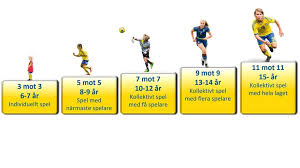 3 mot 3
6-7 år
Individuellt spel
5 mot 5
8-9 år
Spel med
närmaste spelare
7 mot 7
10-12 år
Kollektivt spel
med få spelare
9 mot 9
13-14 år
Kollektivt spel
med flera spelare
11 mot 11
15- år
Kollektivt spel
med hela laget